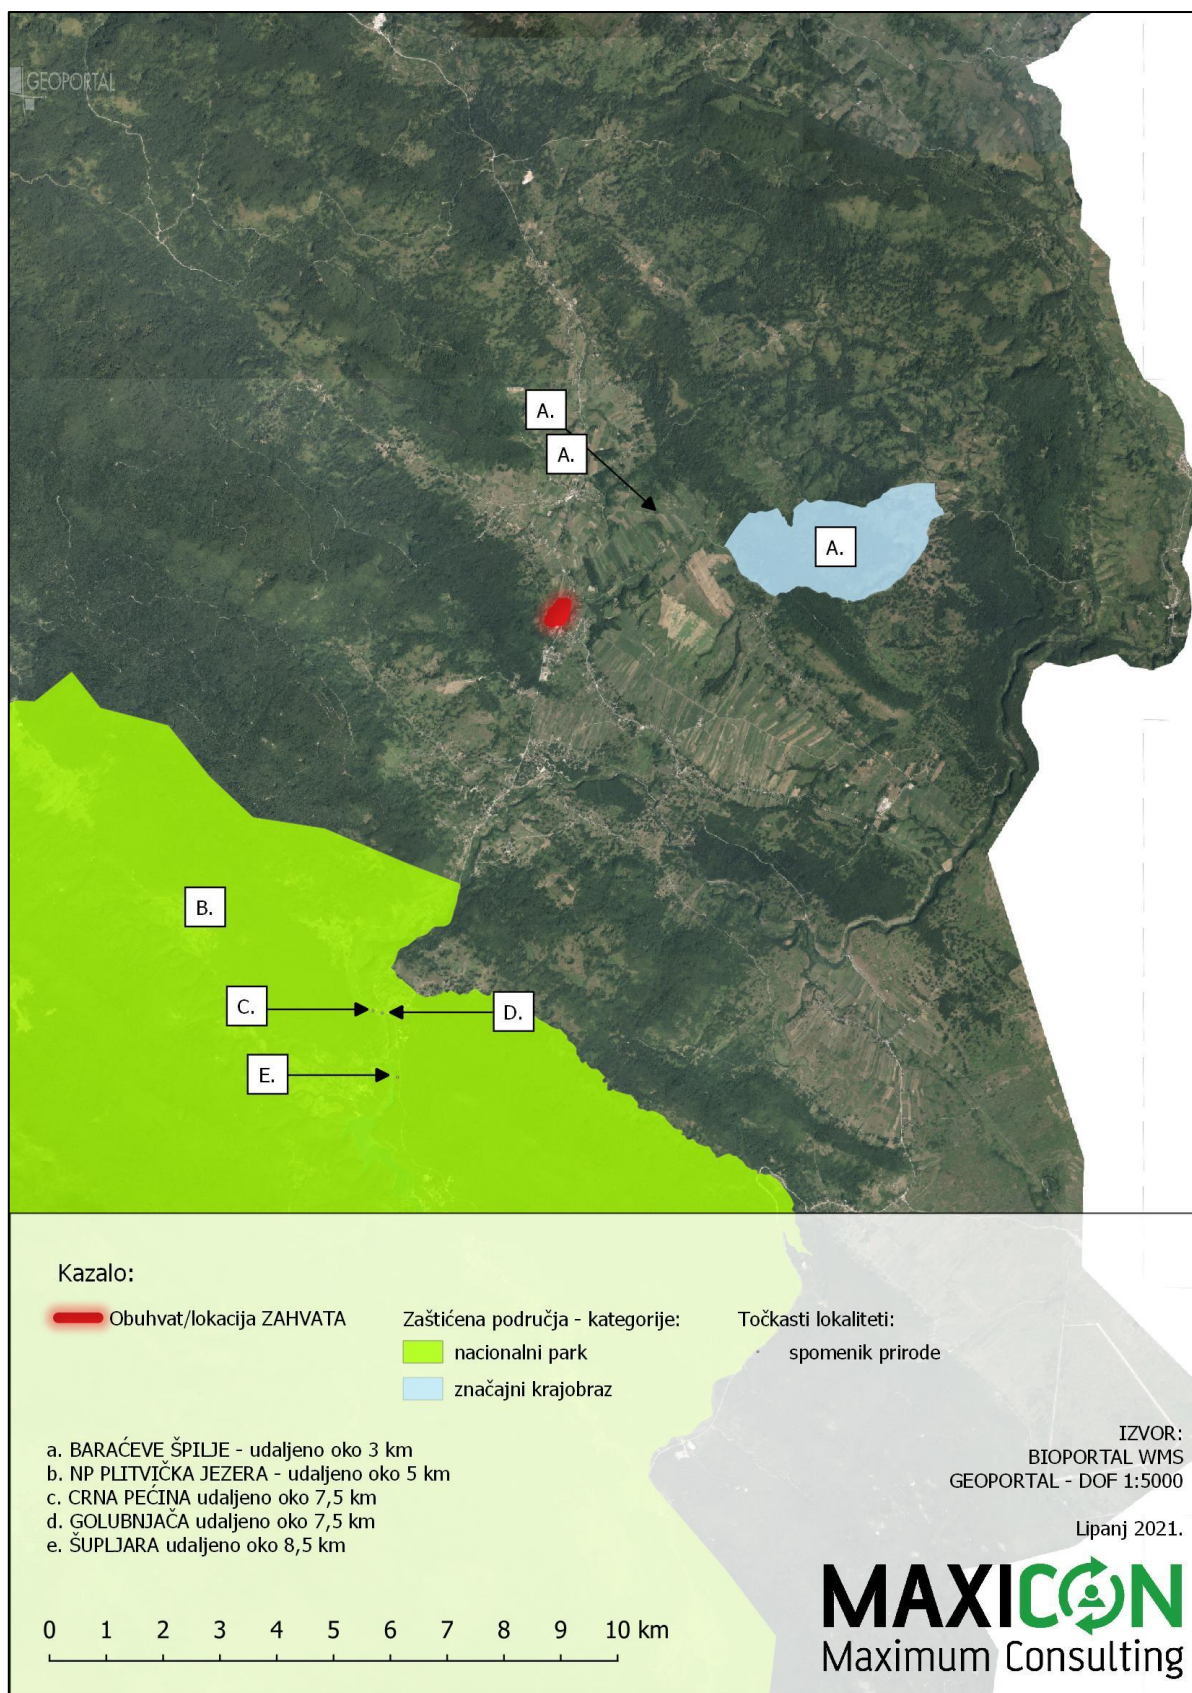 GEOPORTAL
A.
A.
A.
B.
C.
D.
E.
Kazalo:
Obuhvat/lokacija ZAHVATA
Zaštićena područja - kategorije:
nacionalni park
značajni krajobraz
Točkasti lokaliteti:
spomenik prirode
a. BARAĆEVE ŠPILJE - udaljeno oko 3 km
b. NP PLITVIČKA JEZERA - udaljeno oko 5 km
c. CRNA PEĆINA udaljeno oko 7,5 km
d. GOLUBNJAČA udaljeno oko 7,5 km
e. ŠUPLJARA udaljeno oko 8,5 km
IZVOR:
BIOPORTAL WMS
GEOPORTAL - DOF 1:5000
Lipanj 2021.
0 1 2 3 4 5 6 7 8 9 10 km
MAXICON
Maximum Consulting